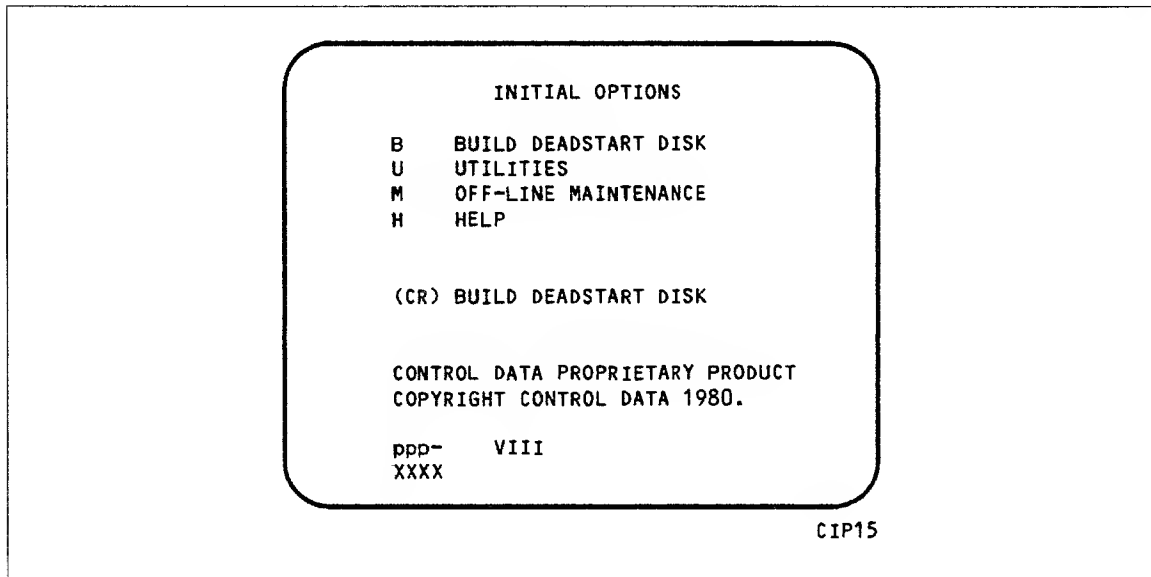 INITIAL OPTIONS
B BUILD DEADSTART DISK
U UTILITIES
M OFF-LINE MAINTENANCE
H HELP
(CR) BUILD DEADSTART DISK
CONTROL DATA PROPRIETARY PRODUCT
COPYRIGHT CONTROL DATA 1980.
ppp- VIII
XXXX
CIP15